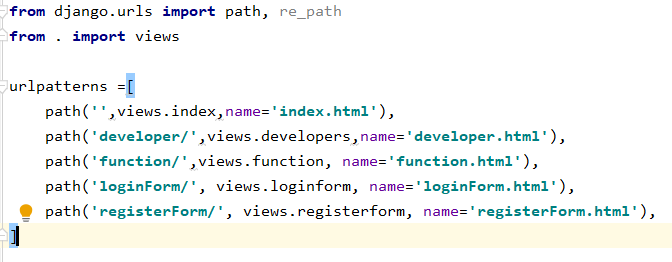 from django.urls import path, re_path
from . import views
urlpatterns =[
path('',views.index,name='index.html'),
path('developer/',views.developers,name='developer.html'),
path('function/',views.function, name='function.html'),
path('loginForm/', views.loginform, name='loginForm.html'),
path('registerForm/', views.registerform, name='registerForm.html'),
]